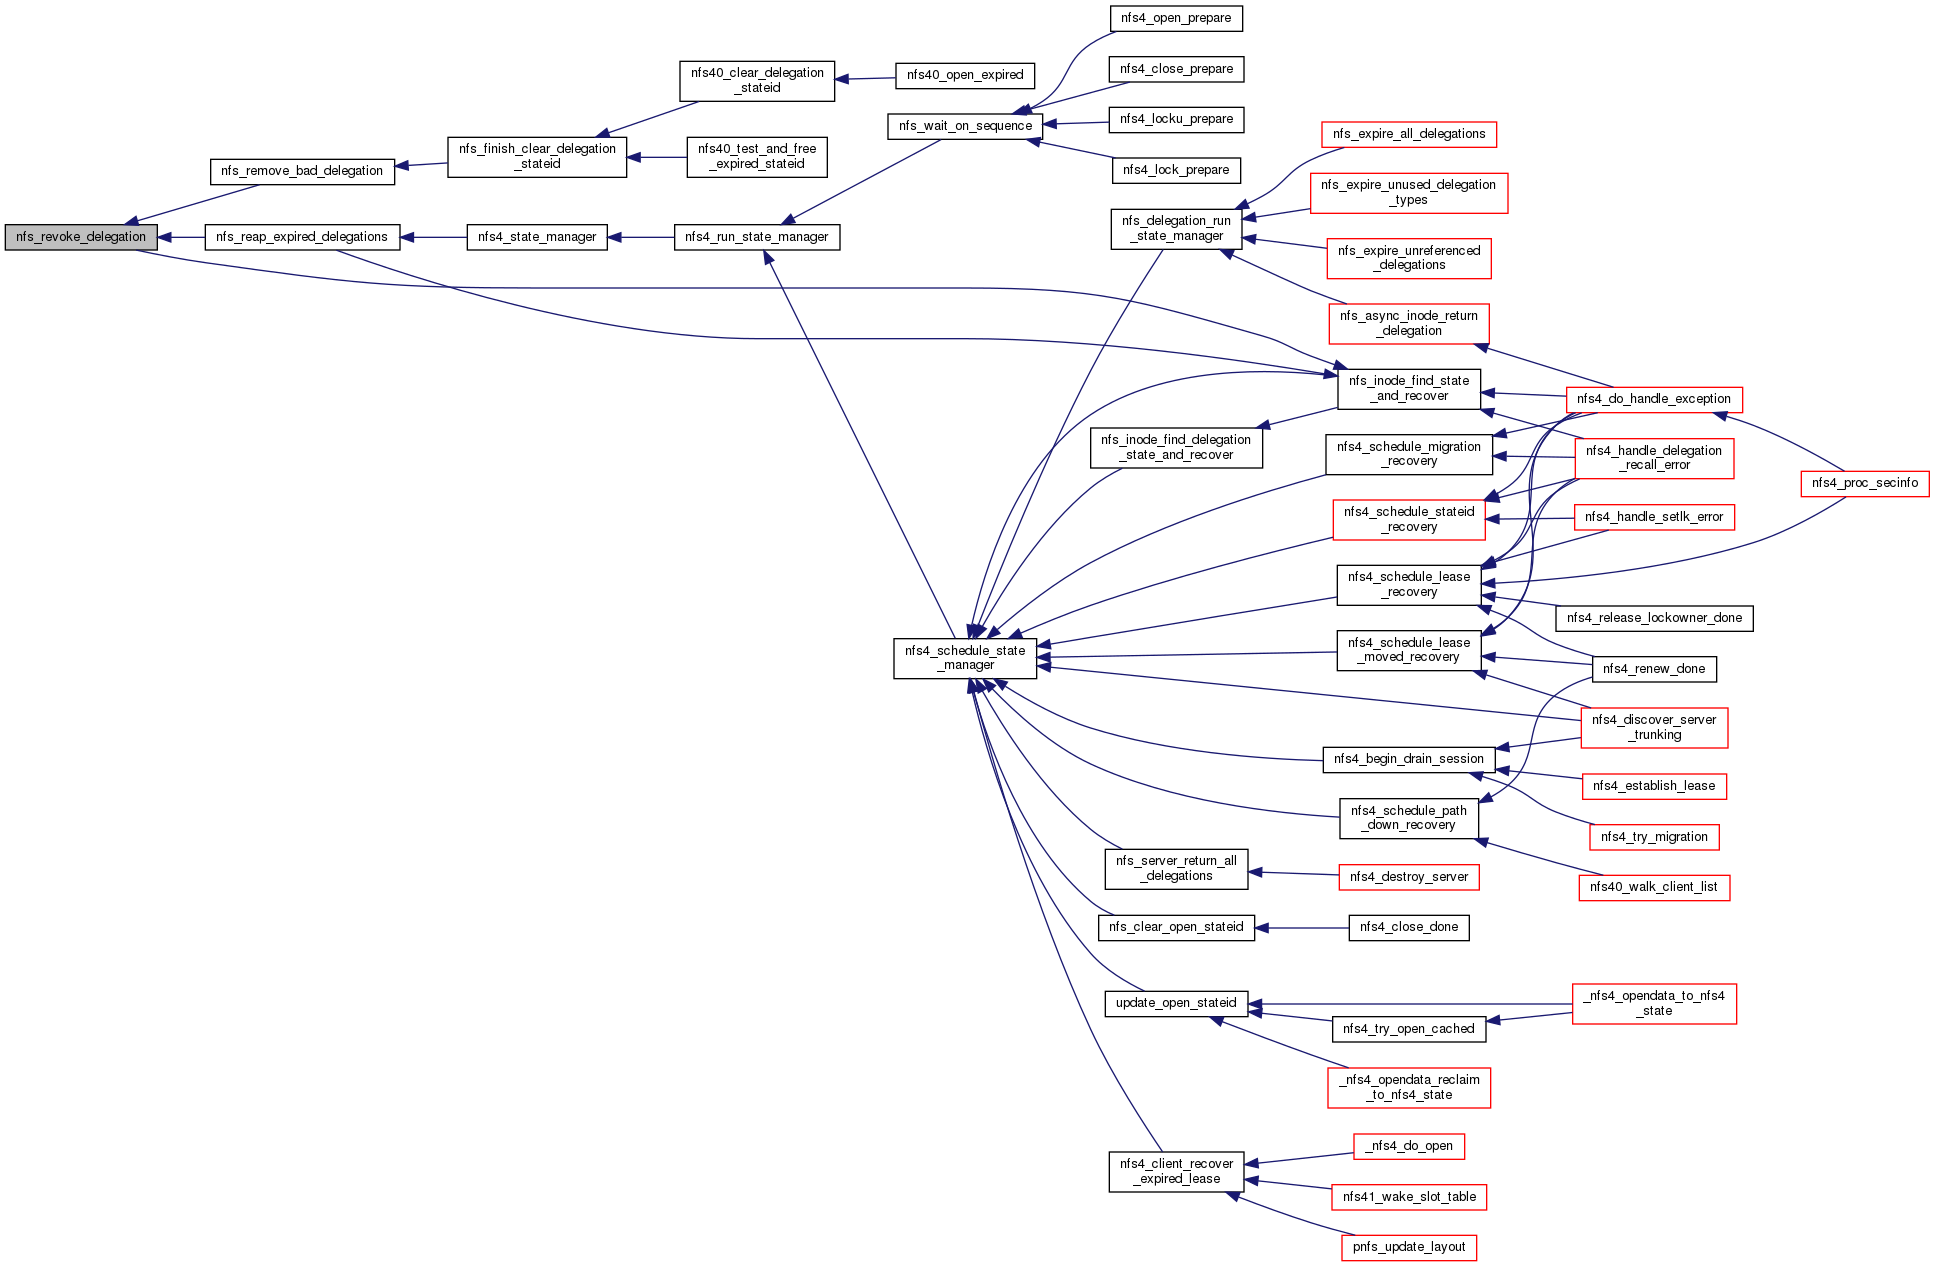 nfs4_open_prepare
nfs4_close_prepare
nfs4_locku_prepare
nfs4_lock_prepare
nfs40_clear_delegation
_stateid
nfs40_open_expired
nfs_wait_on_sequence
nfs_finish_clear_delegation
_stateid
nfs40_test_and_free
_expired_stateid
nfs_remove_bad_delegation
nfs_revoke_delegation
nfs_reap_expired_delegations
nfs4_state_manager
nfs4_run_state_manager
nfs_delegation_run
_state_manager
nfs_expire_all_delegations
nfs_expire_unused_delegation
_types
nfs_expire_unreferenced
_delegations
nfs_async_inode_return
_delegation
nfs_inode_find_state
_and_recover
nfs4_do_handle_exception
nfs_inode_find_delegation
_state_and_recover
nfs4_schedule_migration
_recovery
nfs4_handle_delegation
_recall_error
nfs4_proc_secinfo
nfs4_schedule_stateid
_recovery
nfs4_handle_setlk_error
nfs4_schedule_lease
_recovery
nfs4_release_lockowner_done
nfs4_schedule_state
_manager
nfs4_schedule_lease
_moved_recovery
nfs4_renew_done
nfs4_discover_server
_trunking
nfs4_begin_drain_session
nfs4_establish_lease
nfs4_schedule_path
_down_recovery
nfs4_try_migration
nfs_server_return_all
_delegations
nfs4_destroy_server
nfs40_walk_client_list
nfs_clear_open_stateid
nfs4_close_done
update_open_stateid
_nfs4_opendata_to_nfs4
_state
nfs4_try_open_cached
_nfs4_opendata_reclaim
_to_nfs4_state
nfs4_client_recover
_expired_lease
_nfs4_do_open
nfs41_wake_slot_table
pnfs_update_layout